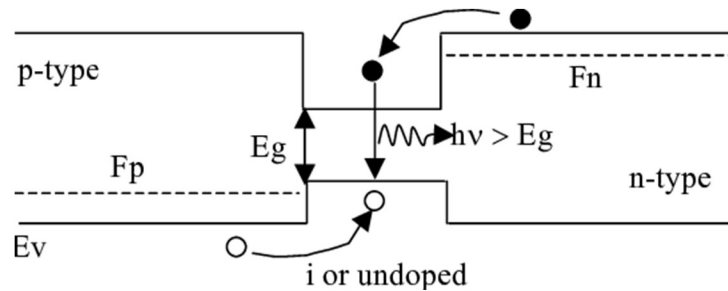 p-type
Fn
Eg
hν > Eg
Fp
n-type
Ev
i or undoped